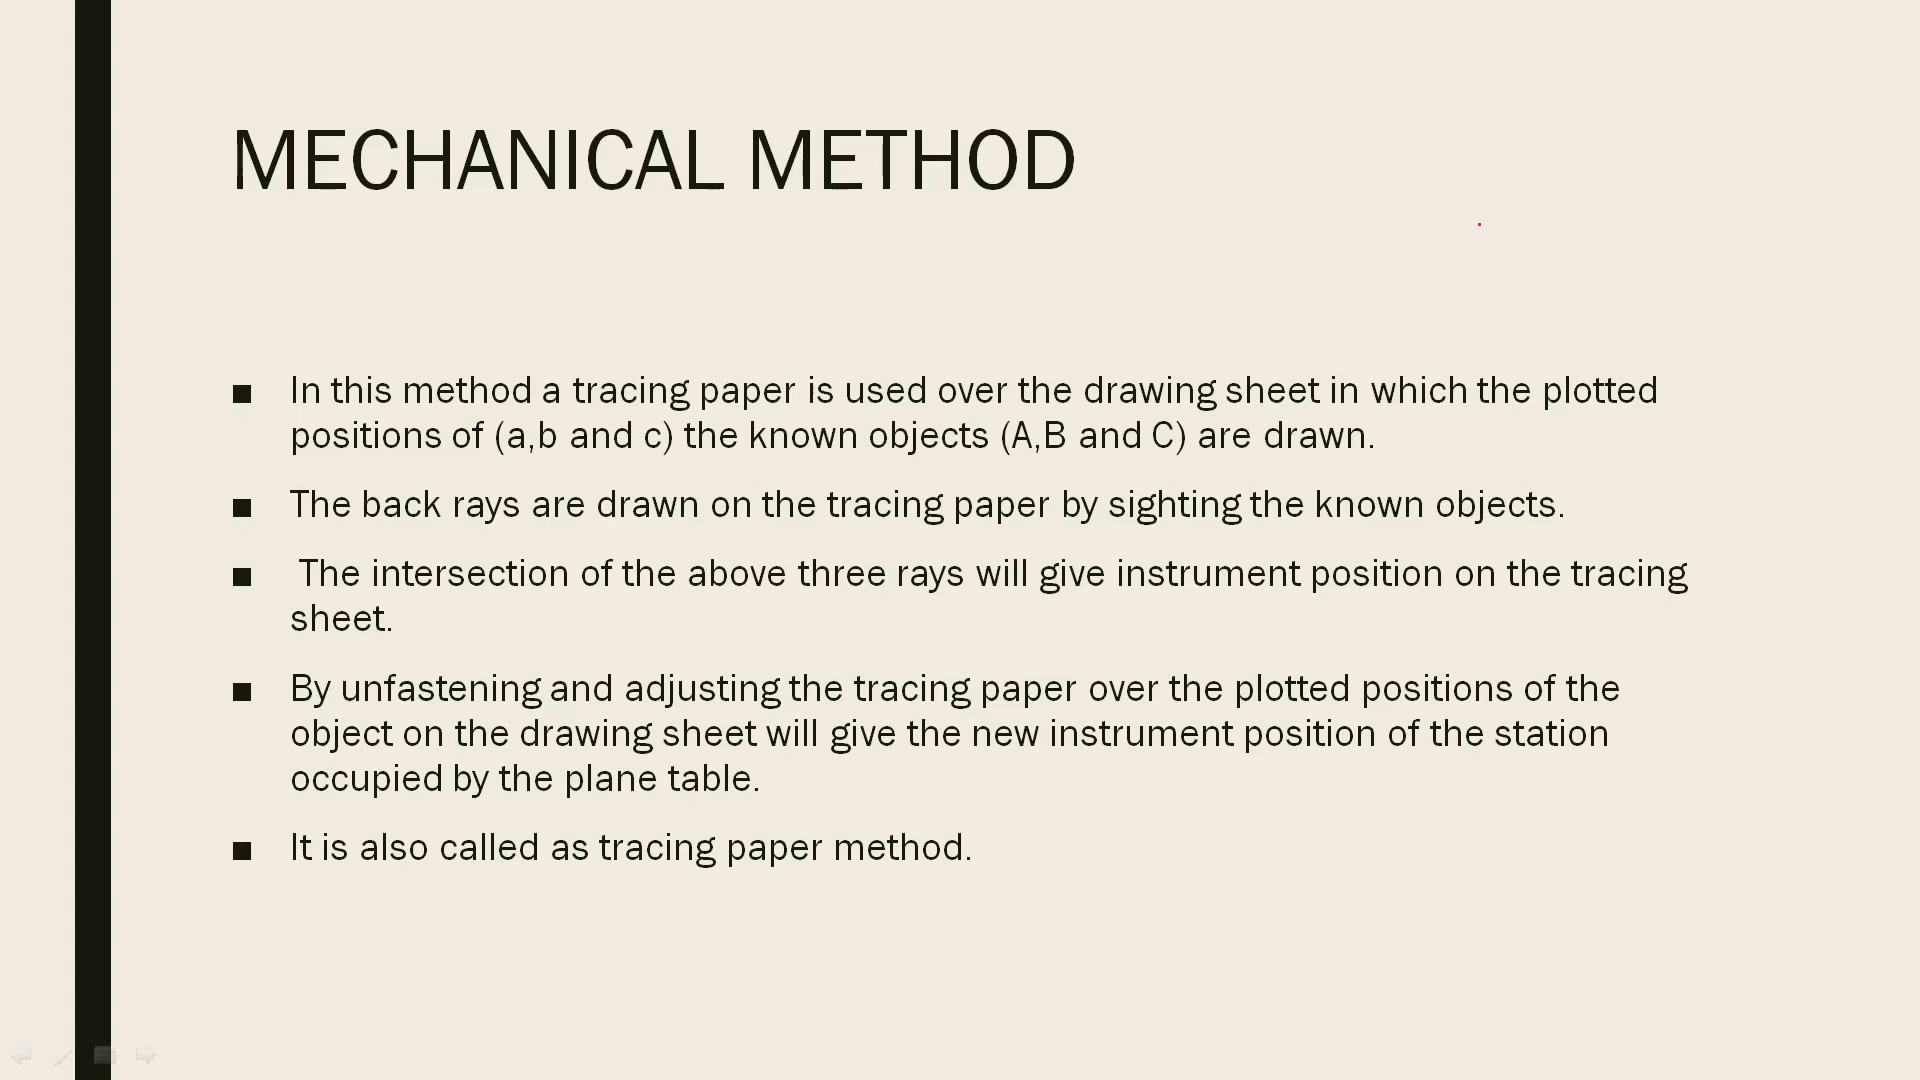 MECHANICAL METHOD
■ In this method a tracing paper is used over the drawing sheet in which the plotted
positions of (a,b and c) the known objects (A,B and C) are drawn.
■ The back rays are drawn on the tracing paper by sighting the known objects.
■ The intersection of the above three rays will give instrument position on the tracing
sheet.
■ By unfastening and adjusting the tracing paper over the plotted positions of the
object on the drawing sheet will give the new instrument position of the station
occupied by the plane table.
■ It is also called as tracing paper method.